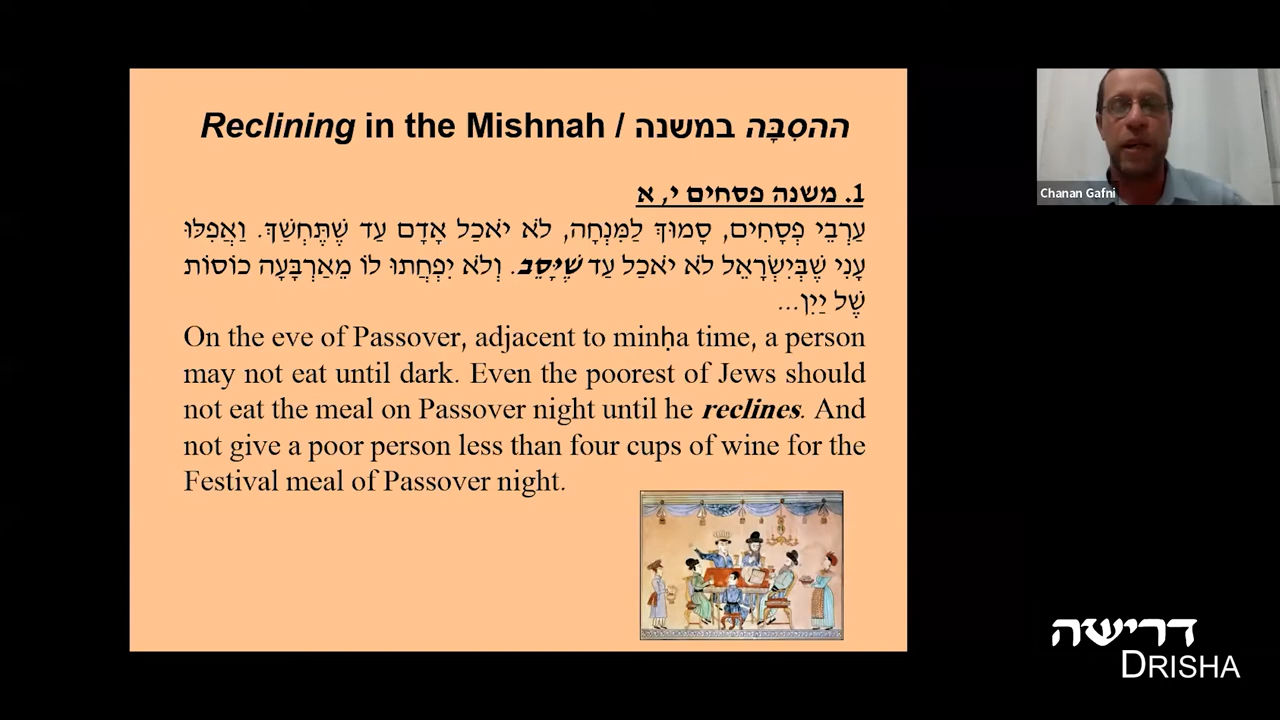 Reclining in the Mishnah / הַהסִבָּה במשנה
1. משנה פסחים י, א
עַרְבֵי פְסָחִים, סָמוּךְ לַמִּנְחָה, לֹא יֹאכַל אָדָם עַד שֶׁתֶּחְשַׁךְ. וַאֲפִלּוּ
עָנִי שֶׁבְּיִשְׂרָאֵל לֹא יֹאכַל עַד שֶׁיָּסֵב. וְלֹא יִפְחֲתוּ לוֹ מֵאַרְבָּעָה כוֹסוֹת
שֶׁל יַיִן...
On the eve of Passover, adjacent to minḥa time, a person
may not eat until dark. Even the poorest of Jews should
not eat the meal on Passover night until he reclines. And
not give a poor person less than four cups of wine for the
Festival meal of Passover night.
Chanan Gafni
דרישה
DRISHA